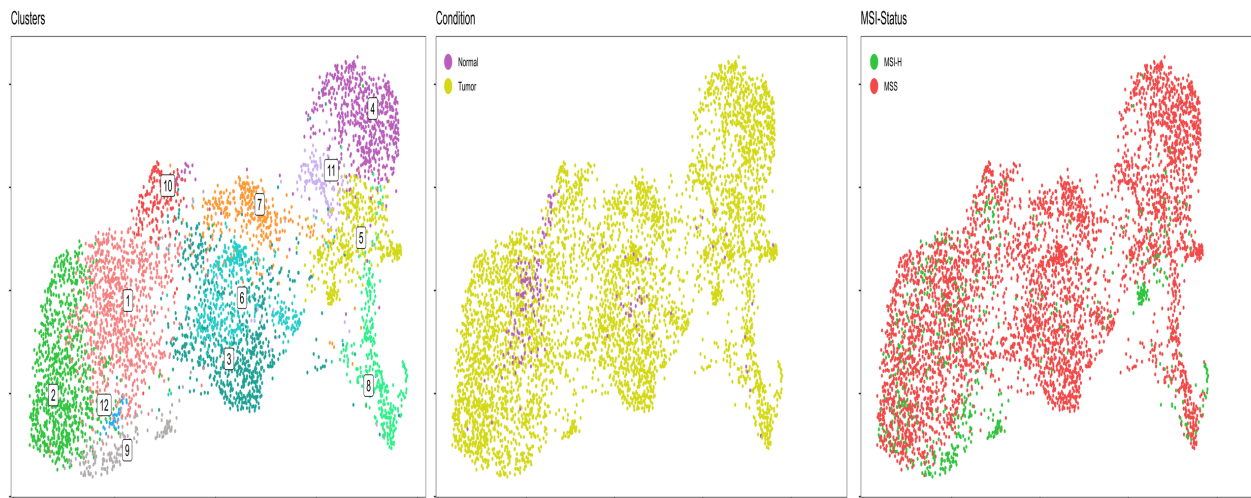 Clusters
4
11
10
7
5
1
6
3
8
2
12
9
Condition
Normal
Tumor
MSI-Status
MSI-H
MSS